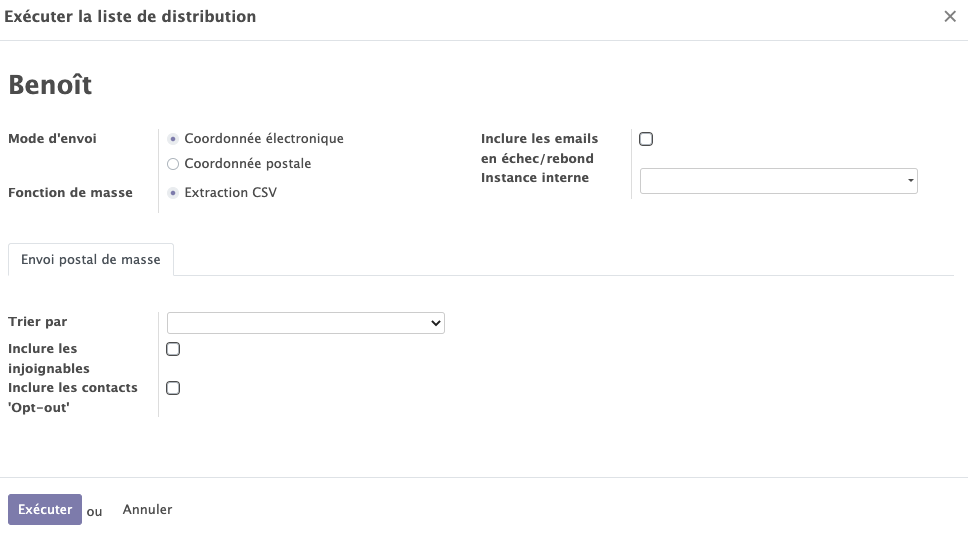 Exécuter la liste de distribution
Benoît
Mode d'envoi
Coordonnée électronique
Coordonnée postale
Fonction de masse
Extraction CSV
Inclure les emails
en échec/rebond
Instance interne
Envoi postal de masse
Trier par
Inclure les
injoignables
Inclure les contacts
'Opt-out'
Exécuter ou Annuler